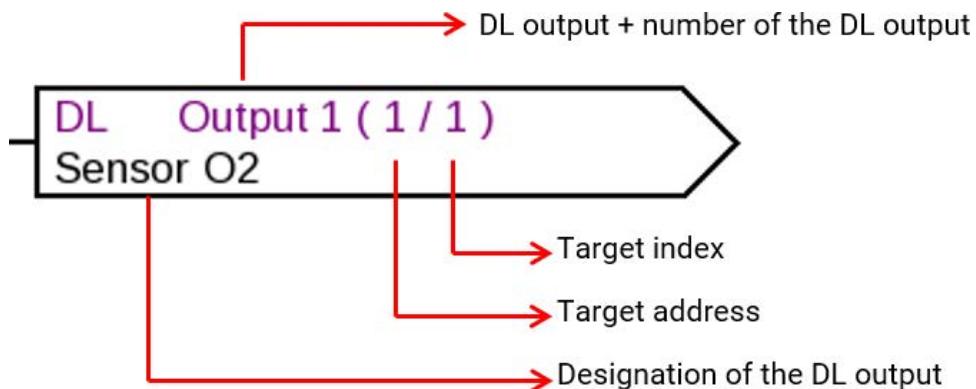 DL output + number of the DL output
DL Output 1 ( 1 / 1 )
Sensor O2
Target index
Target address
Designation of the DL output